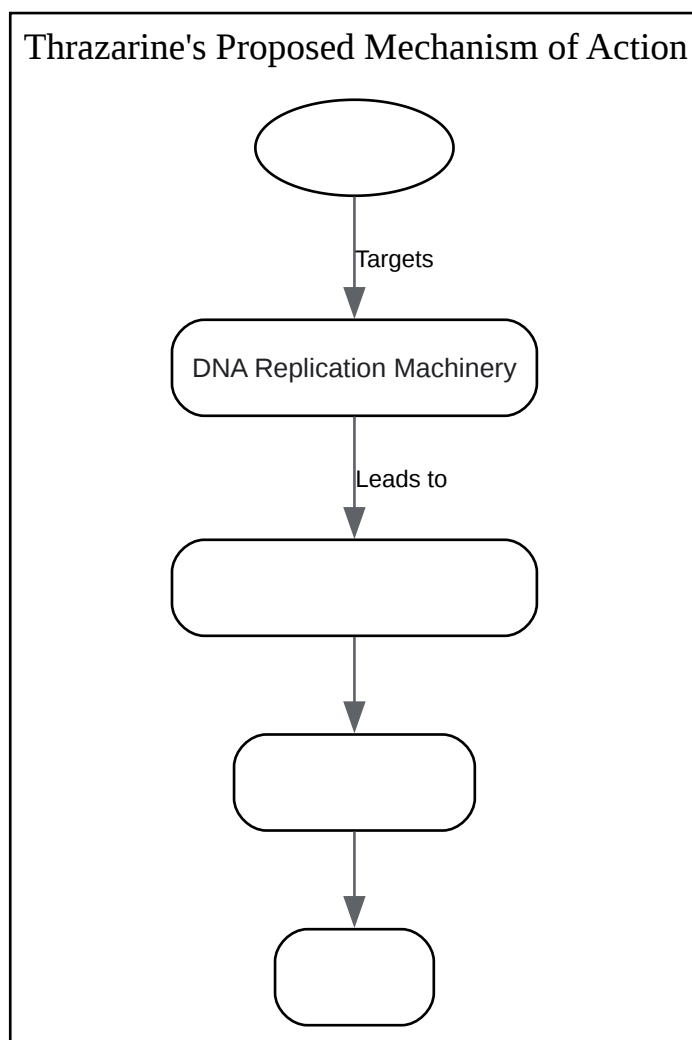 Thrazarine's Proposed Mechanism of Action
Targets
DNA Replication Machinery
Leads to